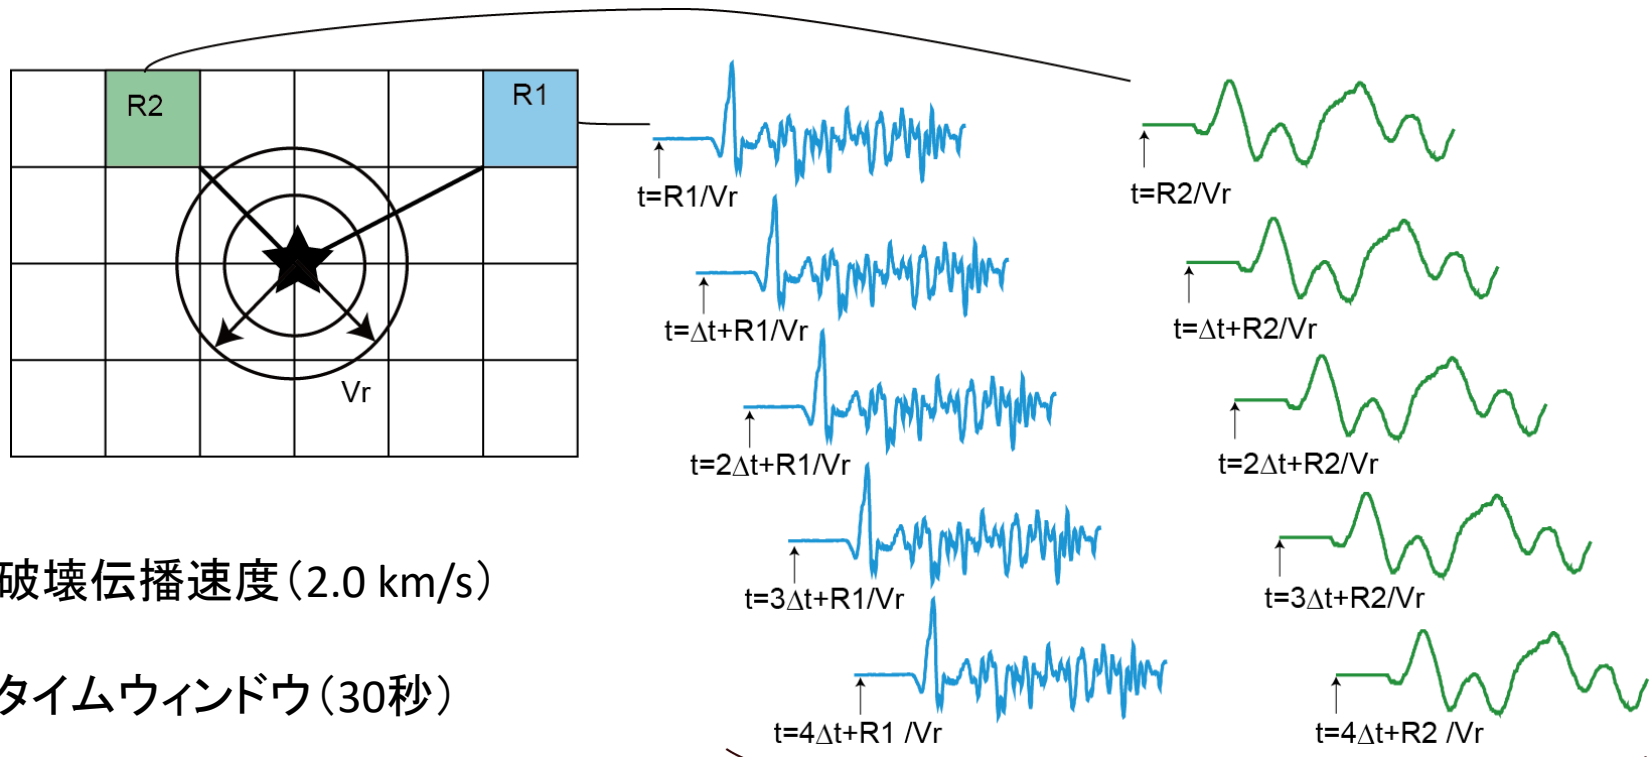 R2
R1
Vr
破壊伝播速度（2.0 km/s）
タイムウィンドウ（30秒）
t=R1/Vr
t=Δt+R1/Vr
t=2Δt+R1/Vr
t=3Δt+R1/Vr
t=4Δt+R1 /Vr
t=R2/Vr
t=Δt+R2/Vr
t=2Δt+R2/Vr
t=3Δt+R2/Vr
t=4Δt+R2 /Vr